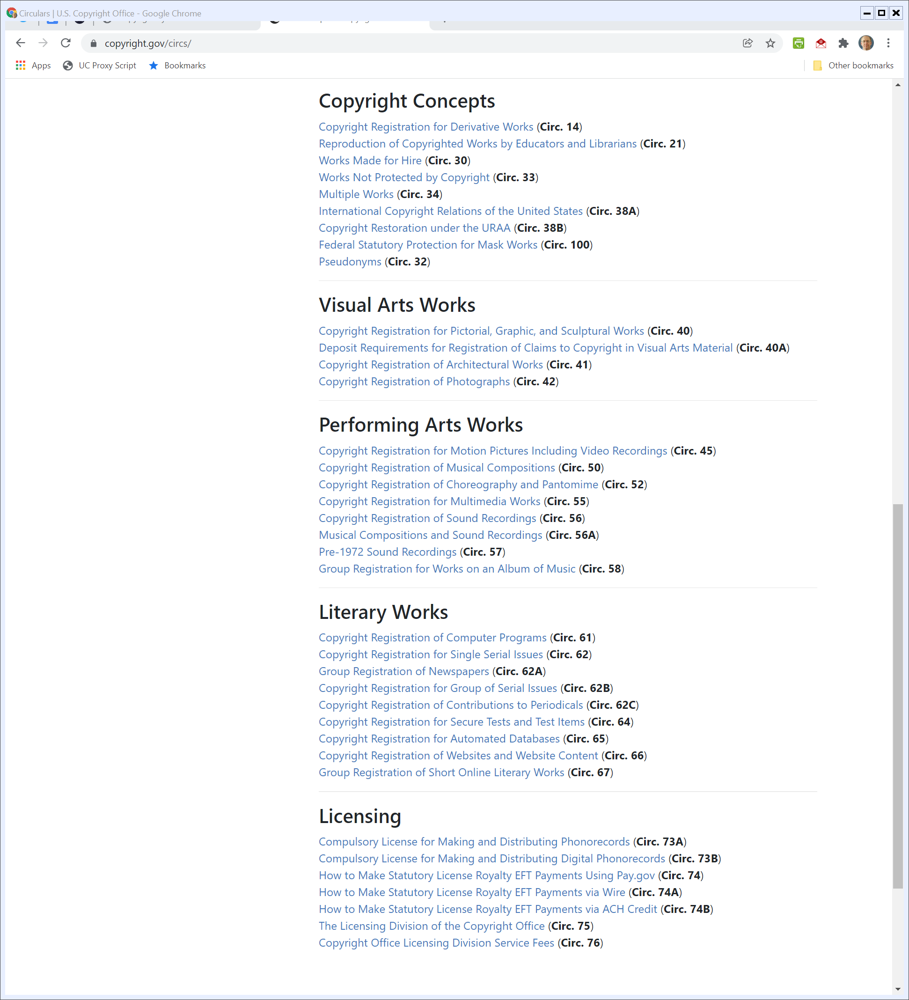 Circulars | U.S. Copyright Office - Google Chrome
copyright.gov/circs/
Apps UC Proxy Script Bookmarks Other bookmarks
Copyright Concepts
Copyright Registration for Derivative Works (Circ. 14)
Reproduction of Copyrighted Works by Educators and Librarians (Circ. 21)
Works Made for Hire (Circ. 30)
Works Not Protected by Copyright (Circ. 33)
Multiple Works (Circ. 34)
International Copyright Relations of the United States (Circ. 38A)
Copyright Restoration under the URAA (Circ. 38B)
Federal Statutory Protection for Mask Works (Circ. 100)
Pseudonyms (Circ. 32)
Visual Arts Works
Copyright Registration for Pictorial, Graphic, and Sculptural Works (Circ. 40)
Deposit Requirements for Registration of Claims to Copyright in Visual Arts Material (Circ. 40A)
Copyright Registration of Architectural Works (Circ. 41)
Copyright Registration of Photographs (Circ. 42)
Performing Arts Works
Copyright Registration for Motion Pictures Including Video Recordings (Circ. 45)
Copyright Registration of Musical Compositions (Circ. 50)
Copyright Registration of Choreography and Pantomime (Circ. 52)
Copyright Registration for Multimedia Works (Circ. 55)
Copyright Registration of Sound Recordings (Circ. 56)
Musical Compositions and Sound Recordings (Circ. 56A)
Pre-1972 Sound Recordings (Circ. 57)
Group Registration for Works on an Album of Music (Circ. 58)
Literary Works
Copyright Registration of Computer Programs (Circ. 61)
Copyright Registration for Single Serial Issues (Circ. 62)
Group Registration of Newspapers (Circ. 62A)
Copyright Registration for Group of Serial Issues (Circ. 62B)
Copyright Registration of Contributions to Periodicals (Circ. 62C)
Copyright Registration for Secure Tests and Test Items (Circ. 64)
Copyright Registration for Automated Databases (Circ. 65)
Copyright Registration of Websites and Website Content (Circ. 66)
Group Registration of Short Online Literary Works (Circ. 67)
Licensing
Compulsory License for Making and Distributing Phonorecords (Circ. 73A)
Compulsory License for Making and Distributing Digital Phonorecords (Circ. 73B)
How to Make Statutory License Royalty EFT Payments Using Pay.gov (Circ. 74)
How to Make Statutory License Royalty EFT Payments via Wire (Circ. 74A)
How to Make Statutory License Royalty EFT Payments via ACH Credit (Circ. 74B)
The Licensing Division of the Copyright Office (Circ. 75)
Copyright Office Licensing Division Service Fees (Circ. 76)